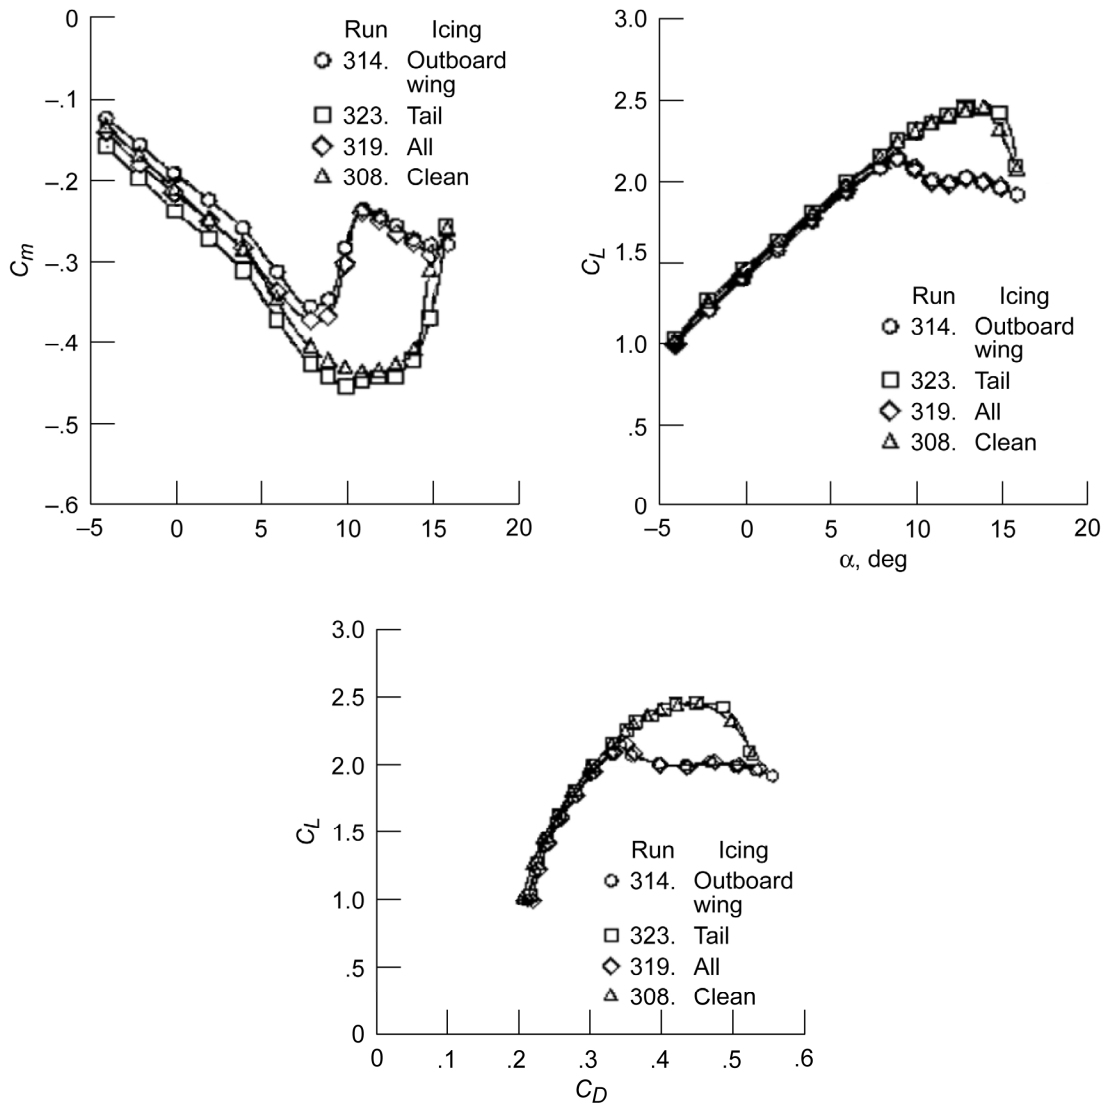 0
–.1
–.2
–.3
–.4
–.5
–.6
Cm
–5
0
5
10
15
20
Run Icing
314. Outboard
wing
323. Tail
319. All
308. Clean
3.0
2.5
2.0
1.5
1.0
.5
0
CL
–5
0
5
10
15
20
α, deg
Run Icing
314. Outboard
wing
323. Tail
319. All
308. Clean
3.0
2.5
2.0
1.5
1.0
.5
0
CL
0
.1
.2
.3
.4
.5
.6
CD
Run Icing
314. Outboard
wing
323. Tail
319. All
308. Clean